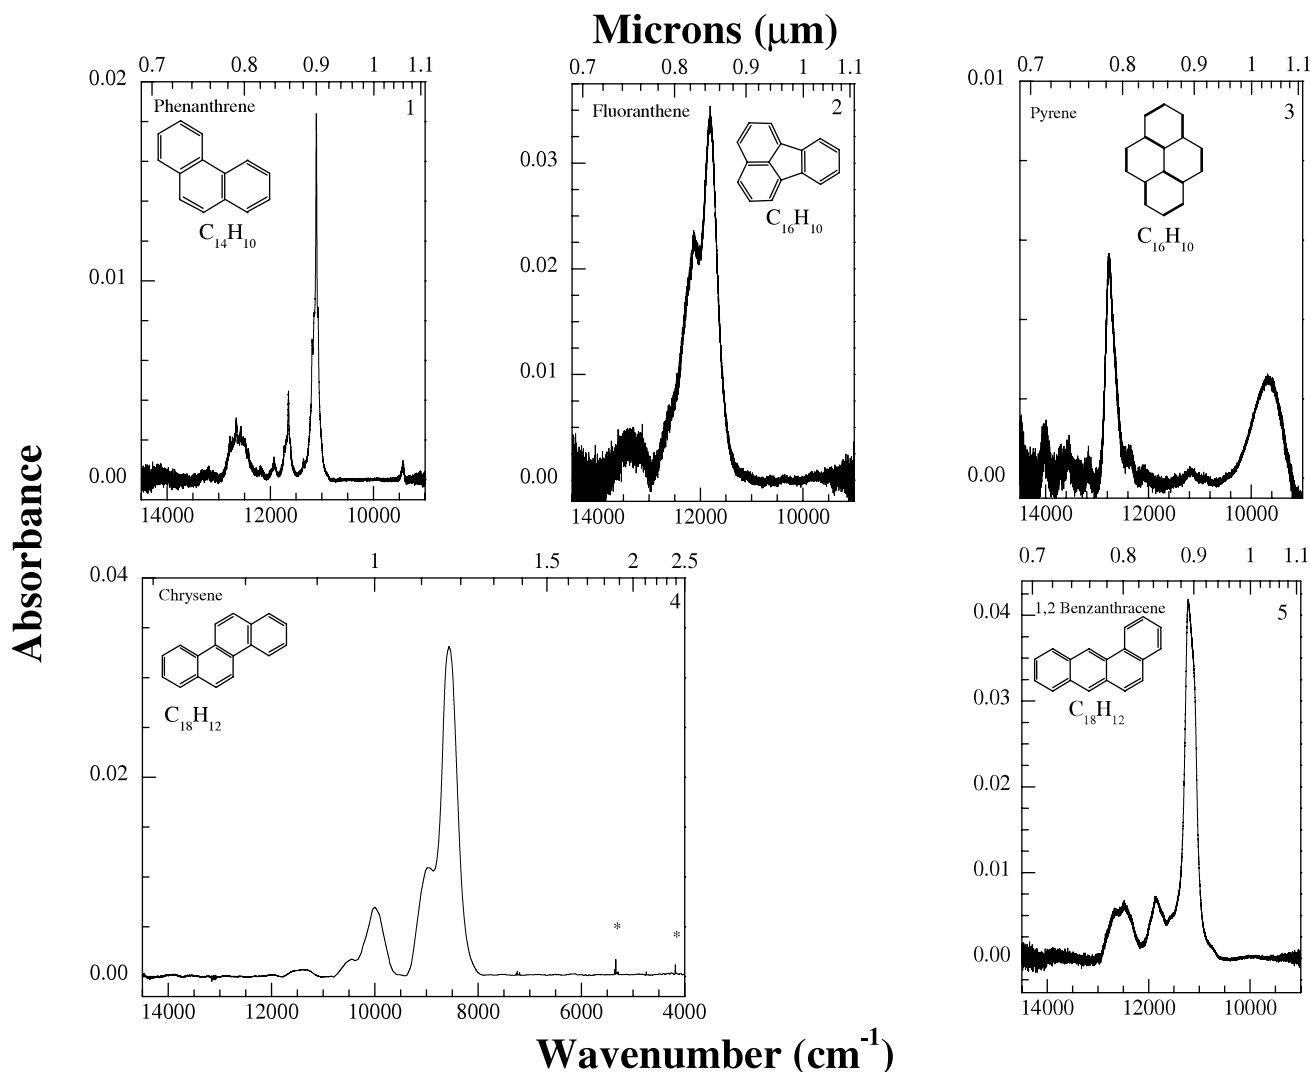 Microns (μm)
0.7 0.8 0.9 1 1.1
0.7 0.8 0.9 1 1.1
0.7 0.8 0.9 1 1.1
0.02
Phenanthrene
1
C14H10
0.01
0.00
14000 12000 10000
Fluoranthene
2
C16H10
0.03
0.02
0.01
0.00
14000 12000 10000
0.01
Pyrene
3
C16H10
0.00
14000 12000 10000
Absorbance
1 1.5 2 2.5
0.04
Chrysene
4
C18H12
0.02
* *
0.00
14000 12000 10000 8000 6000 4000
0.7 0.8 0.9 1 1.1
1,2 Benzanthracene
5
0.04
C18H12
0.03
0.02
0.01
0.00
14000 12000 10000
Wavenumber (cm-1)